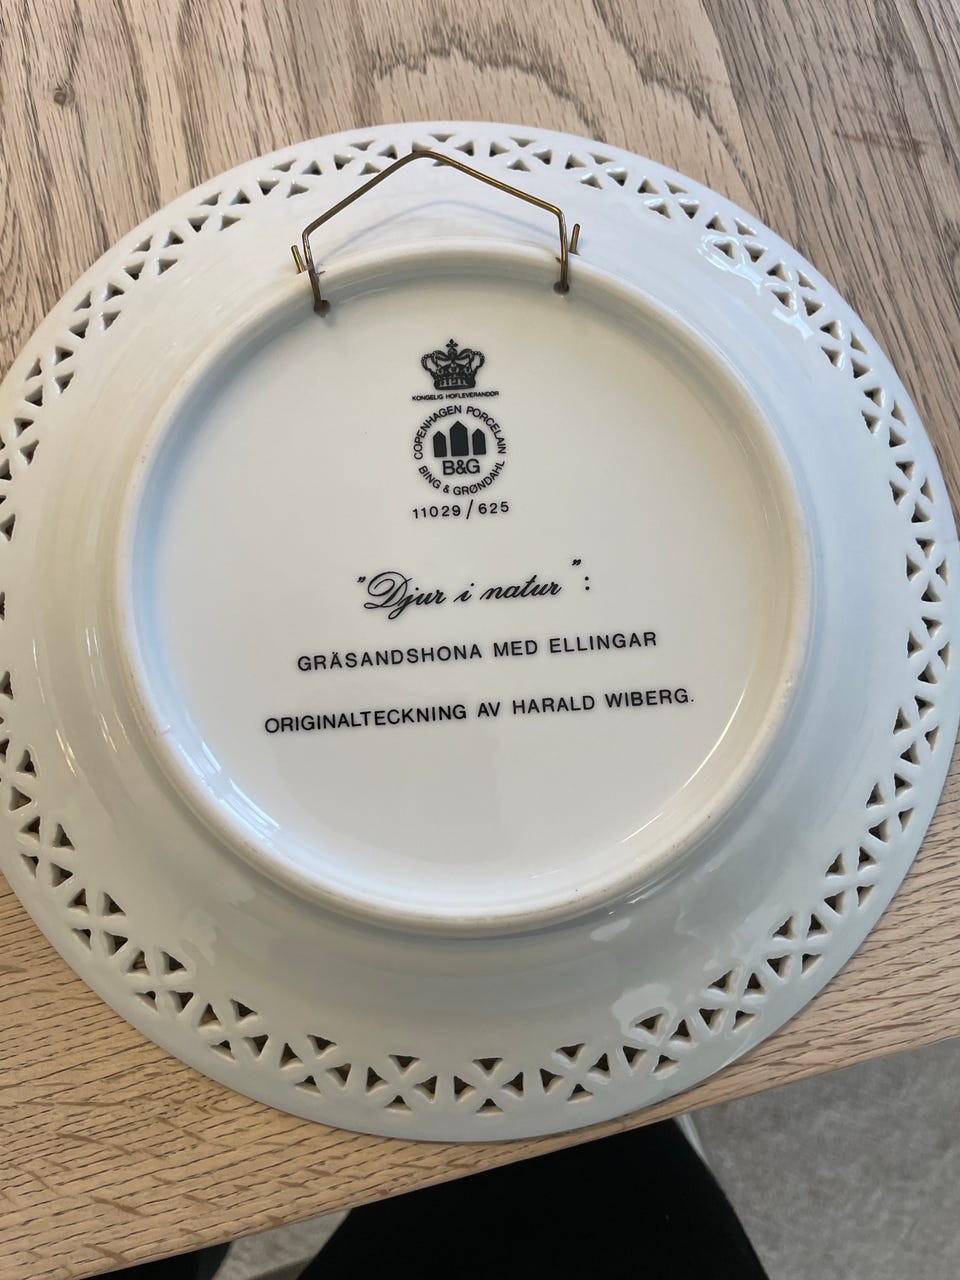 KONGELIG HOFLEVERANDØR
COPENHAGEN PORCELAIN
B&G
BING & GRØNDAHL
11029/625
"Djur i natur":
GRÄSANDSHONA MED ELLINGAR
ORIGINALTECKNING AV HARALD WIBERG.